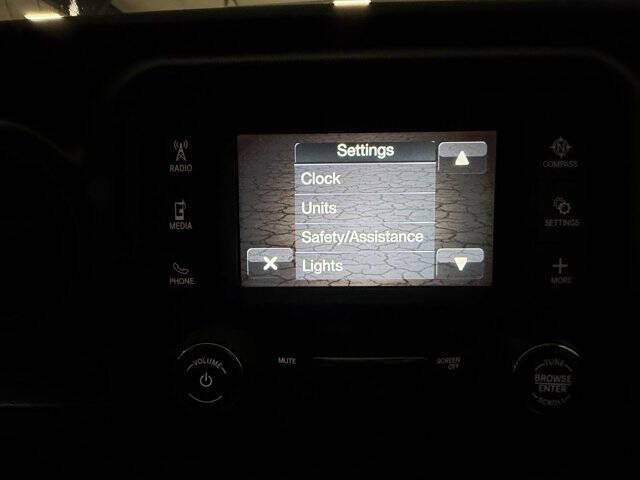 Settings
Clock
Units
Safety/Assistance
Lights
RADIO
MEDIA
PHONE
N
COMPASS
SETTINGS
MORE
VOLUME
MUTE
SCREEN
OFF
TUNE
BROWSE
ENTER
SCROLL